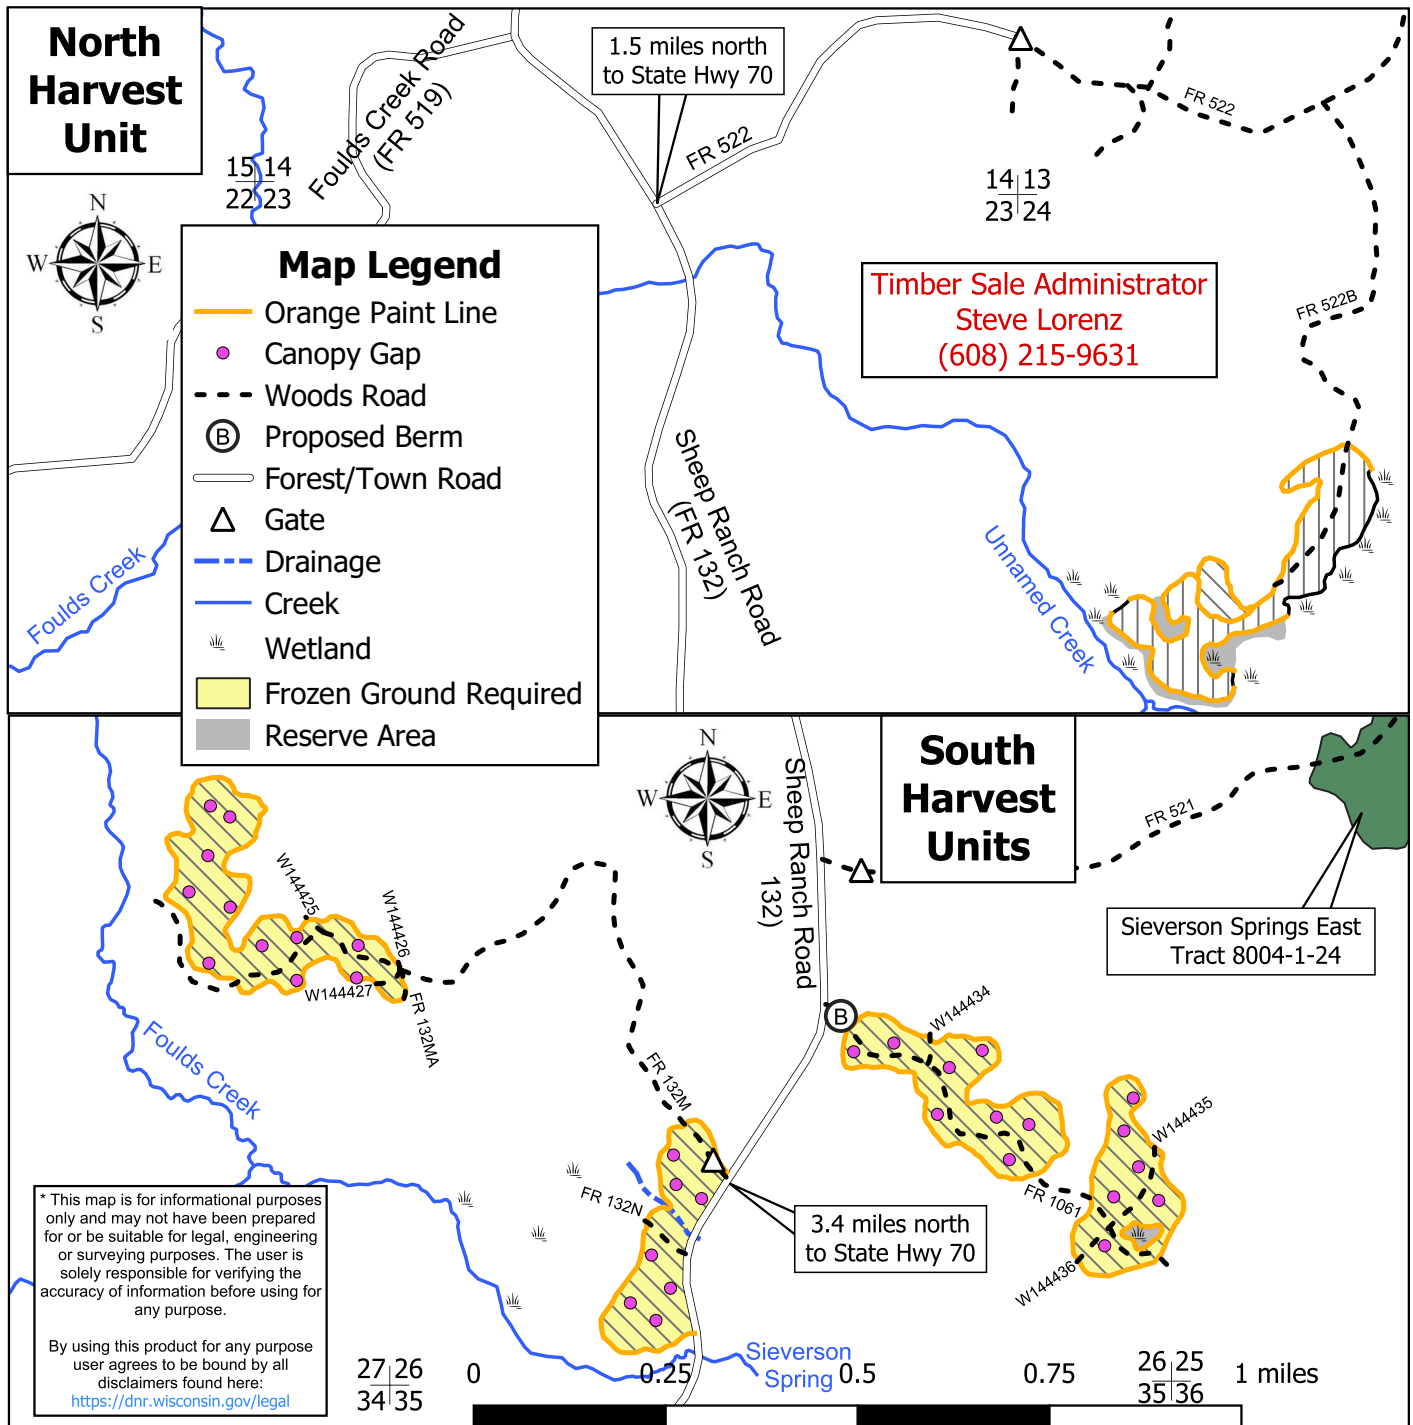 North
Harvest
Unit
1.5 miles north
to State Hwy 70
Foulds Creek Road
(FR 519)
FR 522
FR 522
15 14
22 23
14 13
23 24
N
W E
S
Timber Sale Administrator
Steve Lorenz
(608) 215-9631
FR 522B
Map Legend
Orange Paint Line
Canopy Gap
Woods Road
B Proposed Berm
Forest/Town Road
Gate
Drainage
Creek
Wetland
Frozen Ground Required
Reserve Area
Sheep Ranch Road
(FR 132)
Unnamed Creek
Foulds Creek
South
Harvest
Units
N
W E
S
Sheep Ranch Road
132)
FR 521
Sieverson Springs East
Tract 8004-1-24
W144425
W144426
W144427
FR 132MA
Foulds Creek
FR 132M
FR 132N
B
W144434
W144435
FR 1061
W144436
3.4 miles north
to State Hwy 70
* This map is for informational purposes
only and may not have been prepared
for or be suitable for legal, engineering
or surveying purposes. The user is
solely responsible for verifying the
accuracy of information before using for
any purpose.
By using this product for any purpose
user agrees to be bound by all
disclaimers found here:
https://dnr.wisconsin.gov/legal
Sieverson
Spring
27 26
34 35
26 25
35 36
0 0.25 0.5 0.75 1 miles